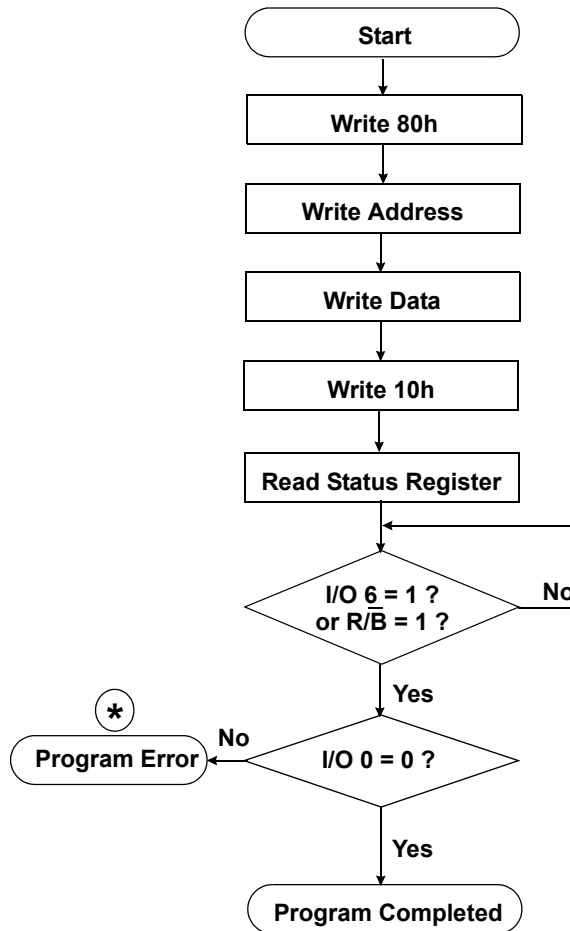 Start
Write 80h
Write Address
Write Data
Write 10h
Read Status Register
I/O 6 = 1 ?
or R/B̅ = 1 ?
No
Yes
*
No
Program Error
I/O 0 = 0 ?
Yes
Program Completed